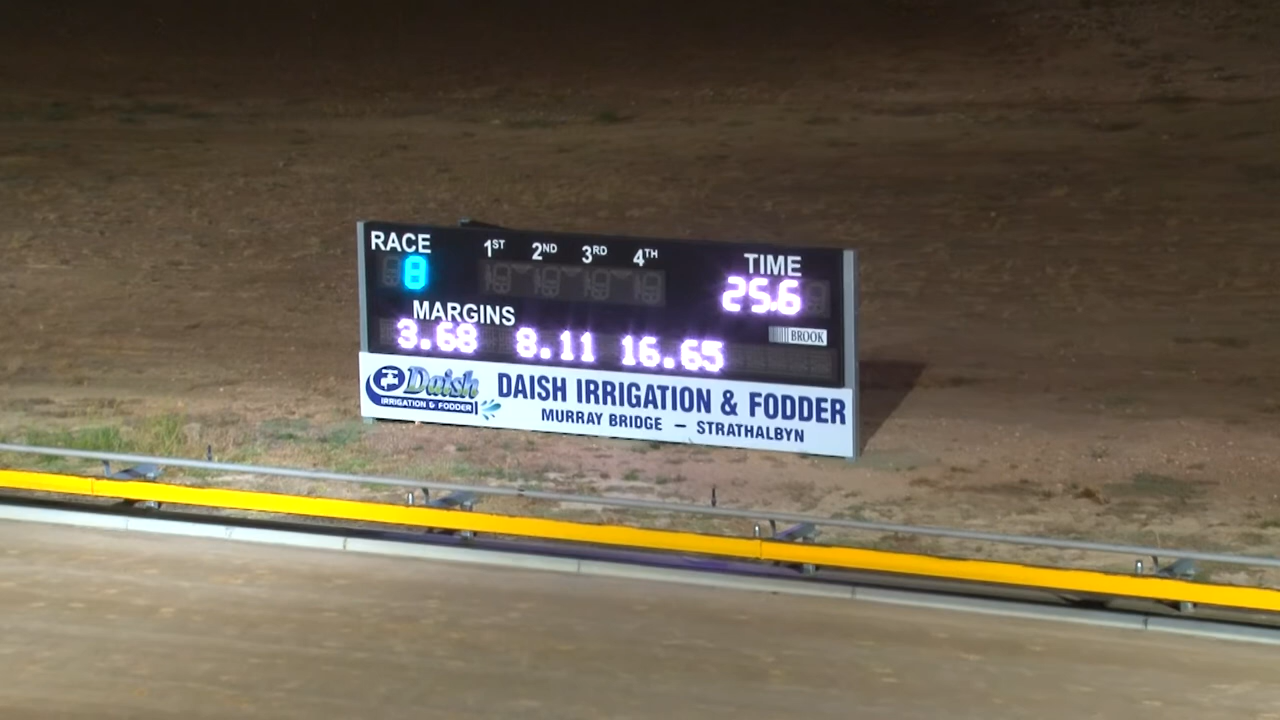 RACE 1ST 2ND 3RD 4TH TIME
8 25.6
MARGINS
BROOK
3.68 8.11 16.65
Daish
IRRIGATION & FODDER
DAISH IRRIGATION & FODDER
MURRAY BRIDGE – STRATHALBYN